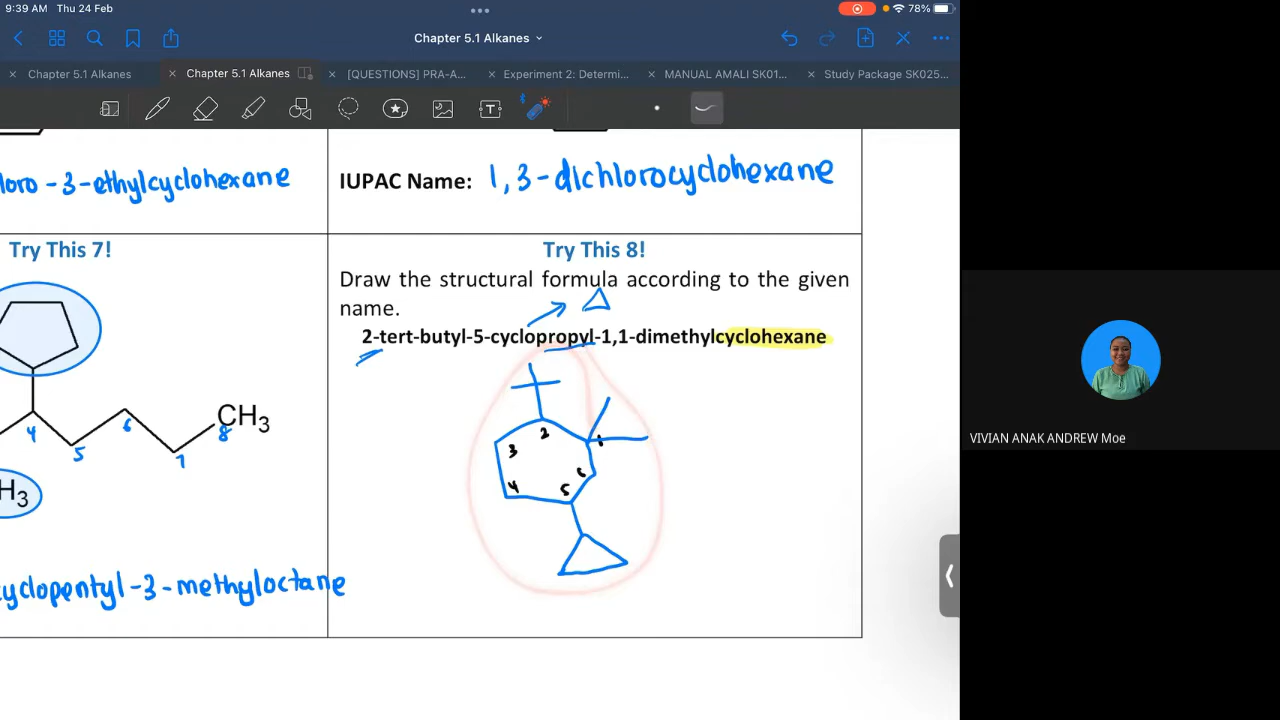 9:39 AM Thu 24 Feb
78%
Chapter 5.1 Alkanes
Chapter 5.1 Alkanes
Chapter 5.1 Alkanes
[QUESTIONS] PRA-A...
Experiment 2: Determi...
MANUAL AMALI SK01...
Study Package SK025...
T
loro-3-ethylcyclohexane
IUPAC Name: 1,3-dichlorocyclohexane
Try This 7!
CH3
4
5
6
7
8
H3
cyclopentyl-3-methyloctane
Try This 8!
Draw the structural formula according to the given
name.
2-tert-butyl-5-cyclopropyl-1,1-dimethylcyclohexane
1
2
3
4
5
6
VIVIAN ANAK ANDREW Moe